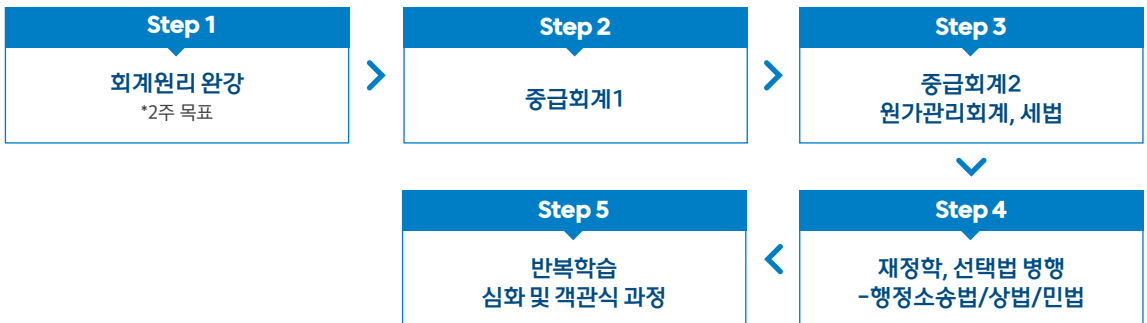 Step 1
회계원리 완강
*2주 목표
Step 2
중급회계1
Step 3
중급회계2
원가관리회계, 세법
Step 4
재정학, 선택법 병행
-행정소송법/상법/민법
Step 5
반복학습
심화 및 객관식 과정